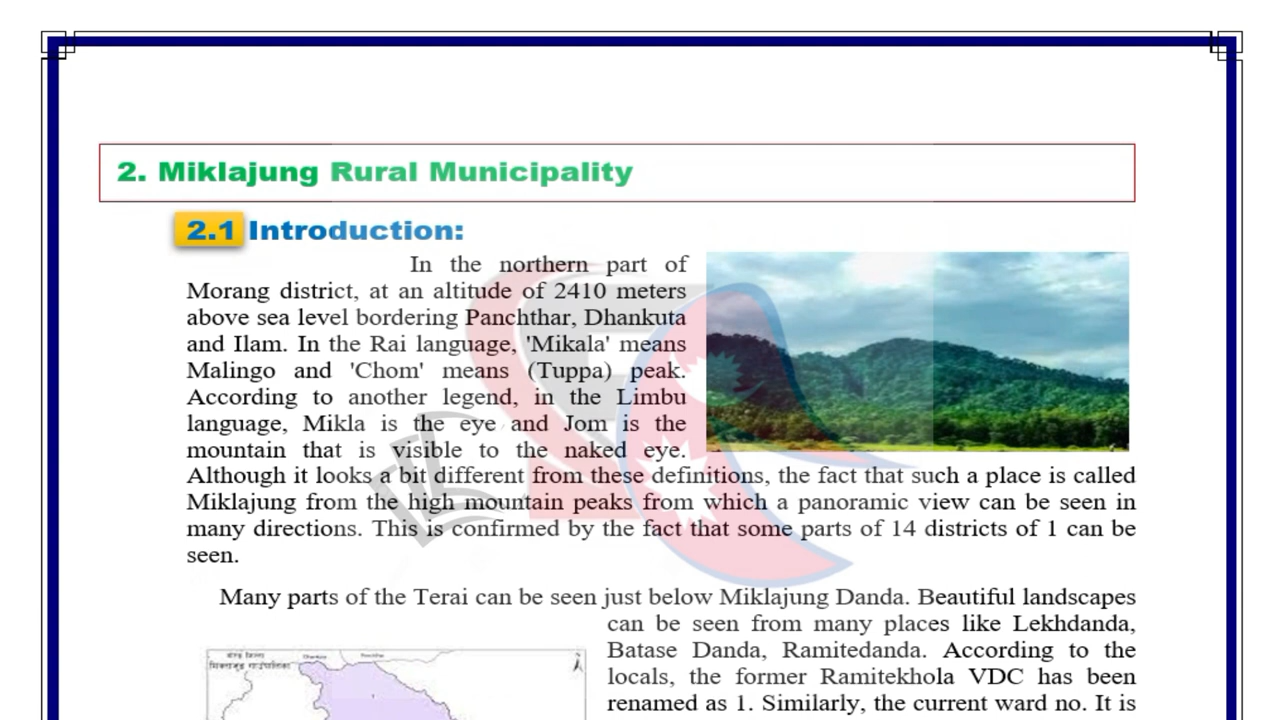 2. Miklajung Rural Municipality
2.1 Introduction:
In the northern part of
Morang district, at an altitude of 2410 meters
above sea level bordering Panchthar, Dhankuta
and Ilam. In the Rai language, 'Mikala' means
Malingo and 'Chom' means (Tuppa) peak.
According to another legend, in the Limbu
language, Mikla is the eye and Jom is the
mountain that is visible to the naked eye.
Although it looks a bit different from these definitions, the fact that such a place is called
Miklajung from the high mountain peaks from which a panoramic view can be seen in
many directions. This is confirmed by the fact that some parts of 14 districts of 1 can be
seen.
Many parts of the Terai can be seen just below Miklajung Danda. Beautiful landscapes
can be seen from many places like Lekhdanda,
Batase Danda, Ramitedanda. According to the
locals, the former Ramitekhola VDC has been
renamed as 1. Similarly, the current ward no. It is